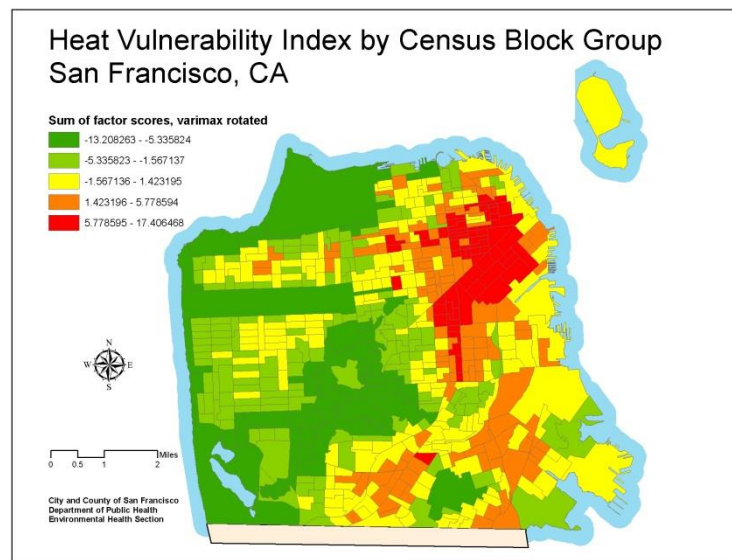 Heat Vulnerability Index by Census Block Group
San Francisco, CA
Sum of factor scores, varimax rotated
-13.208263 - -5.335824
-5.335823 - -1.567137
-1.567136 - 1.423195
1.423196 - 5.778594
5.778595 - 17.406468
N
W E
S
Miles
0 0.5 1 2
City and County of San Francisco
Department of Public Health
Environmental Health Section